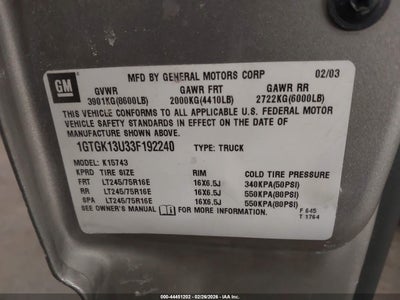 GM
MFD BY GENERAL MOTORS CORP 02/03
GVWR GAWR FRT GAWR RR
3901KG(8600LB) 2000KG(4410LB) 2722KG(6000LB)
THIS VEHICLE CONFORMS TO ALL APPLICABLE U.S. FEDERAL MOTOR
VEHICLE SAFETY STANDARDS IN EFFECT ON THE DATE OF
MANUFACTURE SHOWN ABOVE.
1GTGK13U33F192240 TYPE: TRUCK
MODEL: K15743
KPRD TIRE SIZE RIM COLD TIRE PRESSURE
FRT LT245/75R16E 16X6.5J 340KPA(50PSI)
RR LT245/75R16E 16X6.5J 550KPA(80PSI)
SPA LT245/75R16E 16X6.5J 550KPA(80PSI)
SEE OWNER'S MANUAL FOR MORE INFORMATION. F 645
T 1764
000-44451202 - 02/26/2026 - IAA